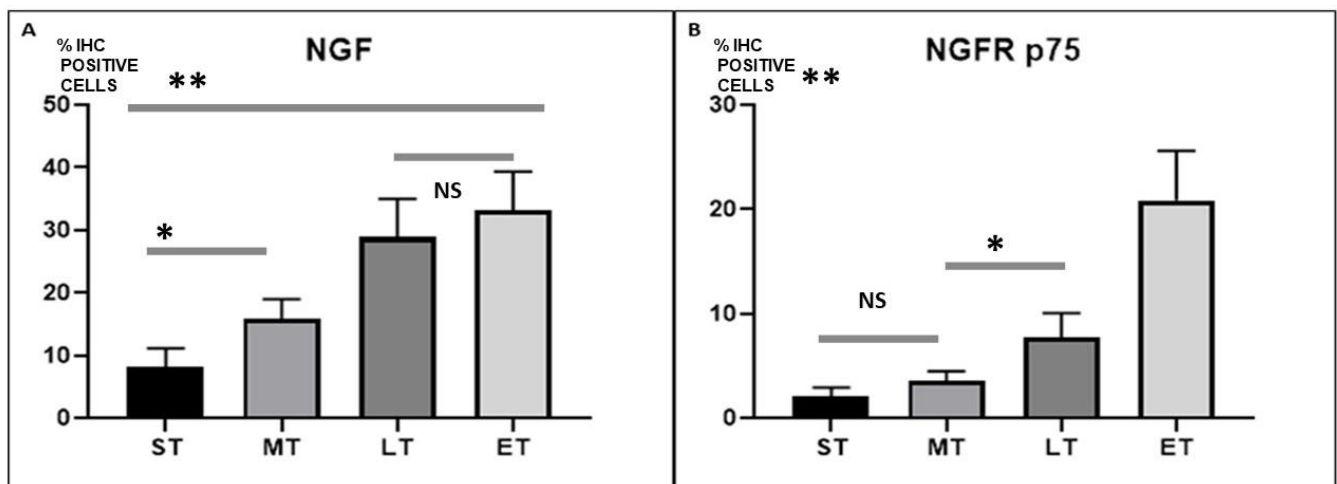 A
% IHC
POSITIVE
CELLS
NGF
**
50
40
30
20
10
0
NS
*
ST MT LT ET
B
% IHC
POSITIVE
CELLS
NGFR p75
**
30
20
10
0
*
NS
ST MT LT ET